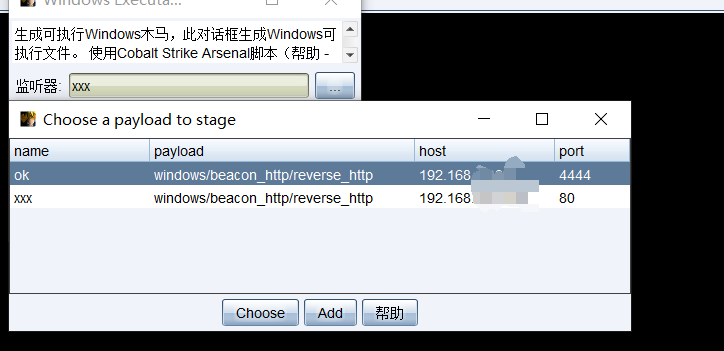 Windows Executa...
生成可执行Windows木马，此对话框生成Windows可
执行文件。 使用Cobalt Strike Arsenal脚本（帮助 -
监听器: xxx ...
Choose a payload to stage
name payload host port
ok windows/beacon_http/reverse_http 192.168. 4444
xxx windows/beacon_http/reverse_http 192.168. 80
Choose Add 帮助